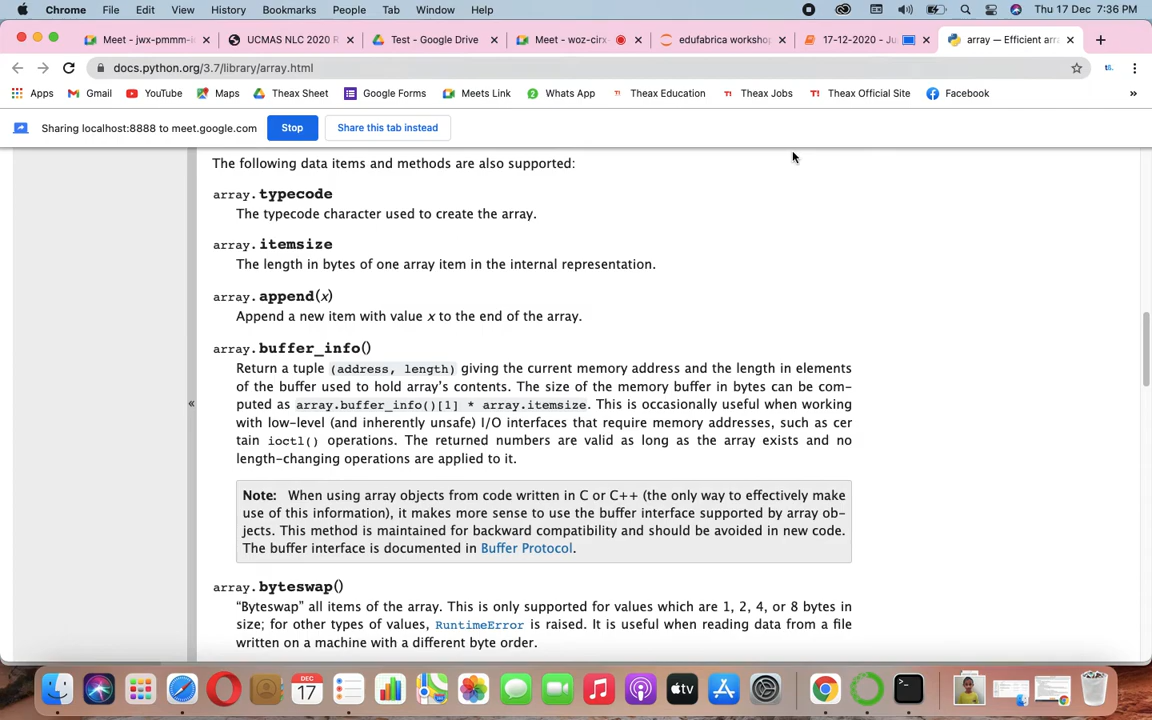 Chrome File Edit View History Bookmarks People Tab Window Help Thu 17 Dec 7:36 PM
Meet - jwx-pmmm-i × UCMAS NLC 2020 R × Test - Google Drive × Meet - woz-cirx × edufabrica worksho × 17-12-2020 - Ju × array — Efficient arra × +
docs.python.org/3.7/library/array.html
Apps Gmail YouTube Maps Theax Sheet Google Forms Meets Link Whats App Theax Education Theax Jobs Theax Official Site Facebook »
Sharing localhost:8888 to meet.google.com Stop Share this tab instead
The following data items and methods are also supported:
array.typecode
The typecode character used to create the array.
array.itemsize
The length in bytes of one array item in the internal representation.
array.append(x)
Append a new item with value x to the end of the array.
array.buffer_info()
Return a tuple (address, length) giving the current memory address and the length in elements
of the buffer used to hold array's contents. The size of the memory buffer in bytes can be com-
puted as array.buffer_info()[1] * array.itemsize. This is occasionally useful when working
with low-level (and inherently unsafe) I/O interfaces that require memory addresses, such as cer
tain ioctl() operations. The returned numbers are valid as long as the array exists and no
length-changing operations are applied to it.
«
Note: When using array objects from code written in C or C++ (the only way to effectively make
use of this information), it makes more sense to use the buffer interface supported by array ob-
jects. This method is maintained for backward compatibility and should be avoided in new code.
The buffer interface is documented in Buffer Protocol.
array.byteswap()
“Byteswap” all items of the array. This is only supported for values which are 1, 2, 4, or 8 bytes in
size; for other types of values, RuntimeError is raised. It is useful when reading data from a file
written on a machine with a different byte order.
DEC
17
tv